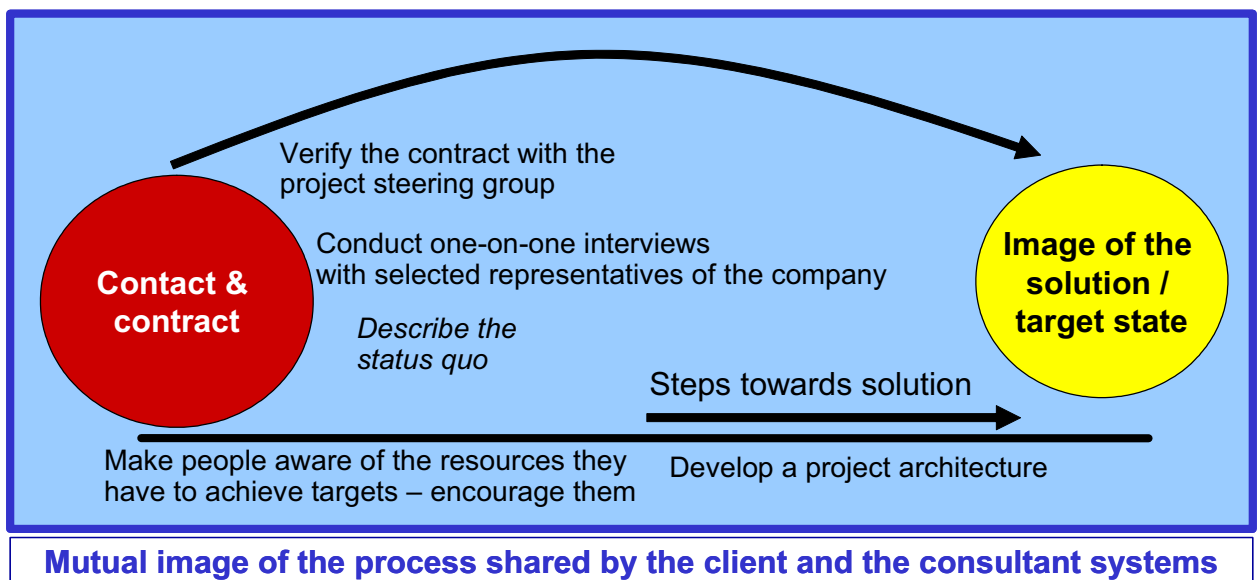 Verify the contract with the
project steering group
Conduct one-on-one interviews
with selected representatives of the company
Contact &
contract
Describe the
status quo
Image of the
solution /
target state
Steps towards solution
Make people aware of the resources they
have to achieve targets – encourage them
Develop a project architecture
Mutual image of the process shared by the client and the consultant systems